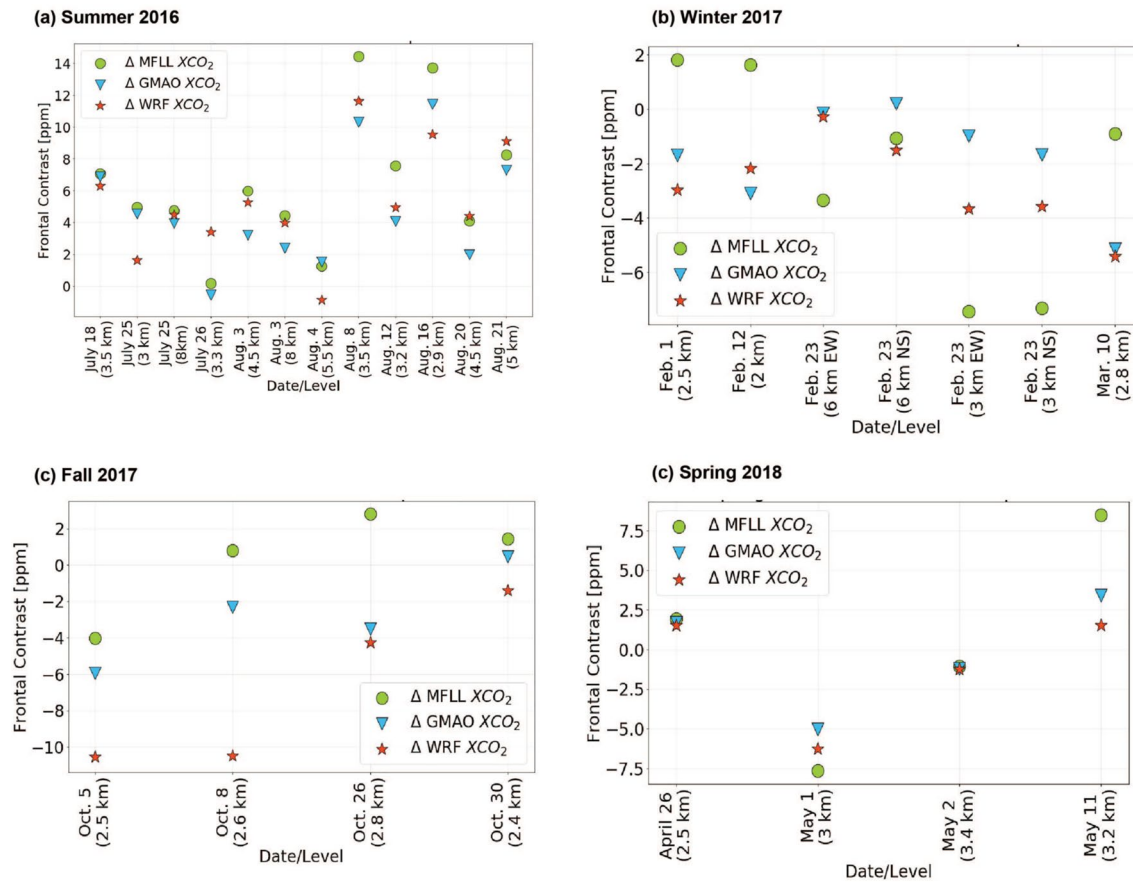 (a) Summer 2016
Δ MFLL XCO₂
Δ GMAO XCO₂
Δ WRF XCO₂
Frontal Contrast [ppm]
14
12
10
8
6
4
2
0
July 18 (3.5 km)
July 25 (3 km)
July 25 (8km)
July 26 (3.3 km)
Aug. 3 (4.5 km)
Aug. 3 (8 km)
Aug. 4 (5.5 km)
Aug. 8 (3.5 km)
Aug. 12 (3.2 km)
Aug. 16 (2.9 km)
Aug. 20 (4.5 km)
Aug. 21 (5 km)
Date/Level
(b) Winter 2017
Frontal Contrast [ppm]
2
0
−2
−4
−6
Δ MFLL XCO₂
Δ GMAO XCO₂
Δ WRF XCO₂
Feb. 1 (2.5 km)
Feb. 12 (2 km)
Feb. 23 (6 km EW)
Feb. 23 (6 km NS)
Feb. 23 (3 km EW)
Feb. 23 (3 km NS)
Mar. 10 (2.8 km)
Date/Level
(c) Fall 2017
Frontal Contrast [ppm]
2
0
−2
−4
−6
−8
−10
Δ MFLL XCO₂
Δ GMAO XCO₂
Δ WRF XCO₂
Oct. 5 (2.5 km)
Oct. 8 (2.6 km)
Oct. 26 (2.8 km)
Oct. 30 (2.4 km)
Date/Level
(c) Spring 2018
Δ MFLL XCO₂
Δ GMAO XCO₂
Δ WRF XCO₂
Frontal Contrast [ppm]
7.5
5.0
2.5
0.0
−2.5
−5.0
−7.5
April 26 (2.5 km)
May 1 (3 km)
May 2 (3.4 km)
May 11 (3.2 km)
Date/Level